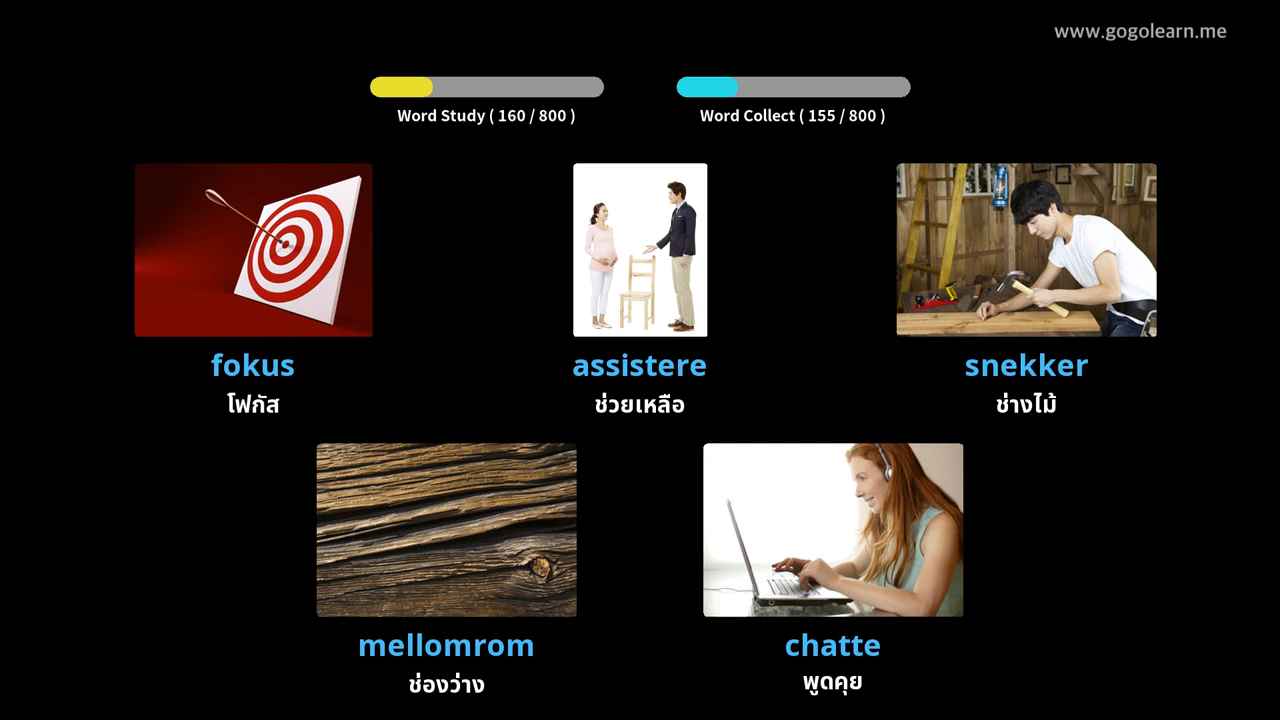 www.gogolearn.me
Word Study ( 160 / 800 )
Word Collect ( 155 / 800 )
fokus
โฟกัส
assistere
ช่วยเหลือ
snekker
ช่างไม้
mellomrom
ช่องว่าง
chatte
พูดคุย